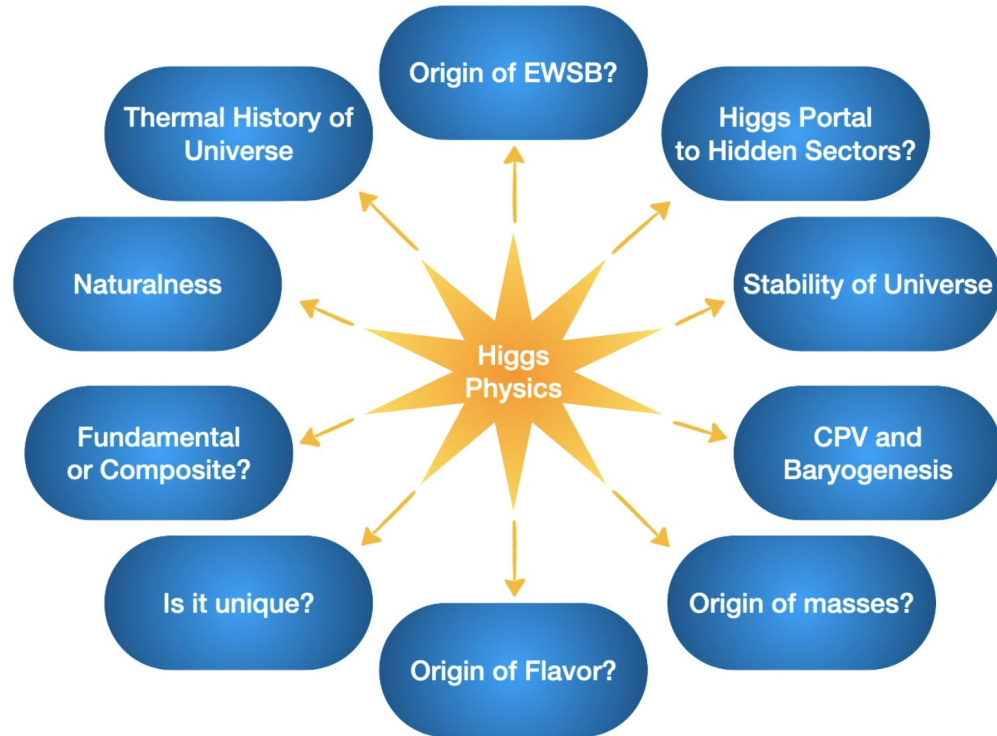 Origin of EWSB?
Thermal History of
Universe
Higgs Portal
to Hidden Sectors?
Naturalness
Stability of Universe
Higgs
Physics
Fundamental
or Composite?
CPV and
Baryogenesis
Is it unique?
Origin of masses?
Origin of Flavor?